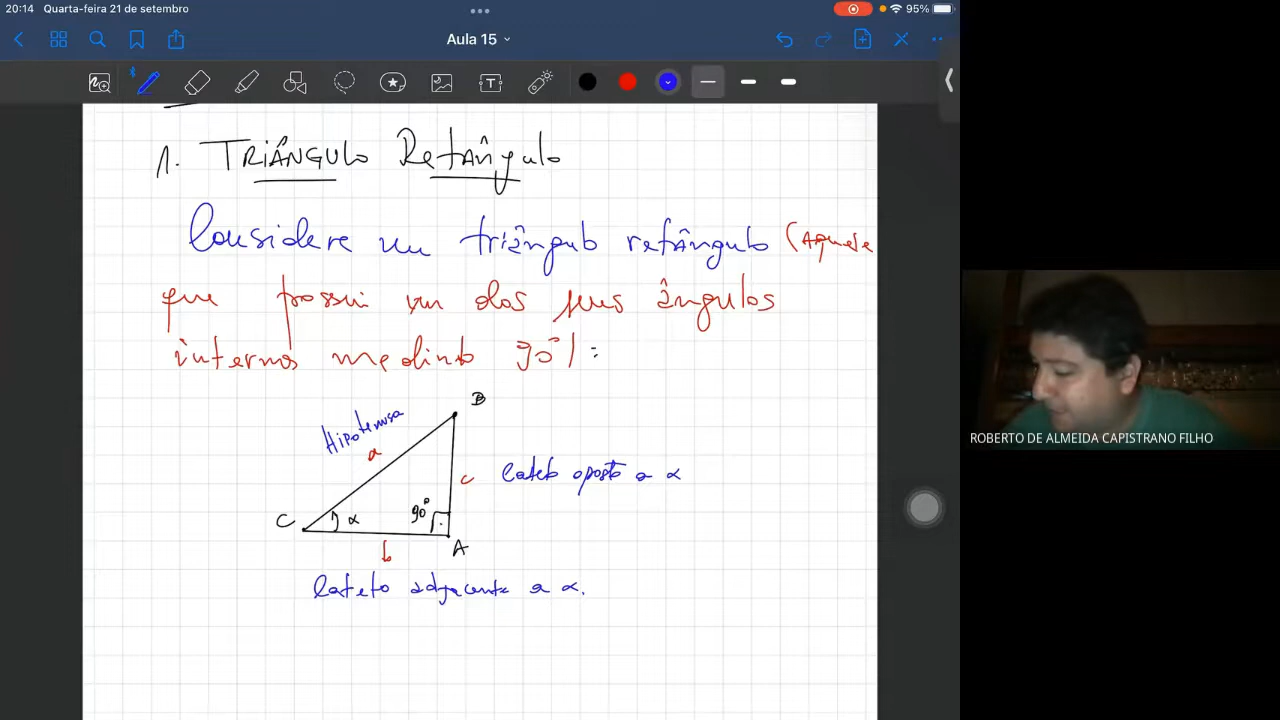 20:14 Quarta-feira 21 de setembro
95%
Aula 15
1. TRIÂNGULO Retângulo
Considere um triângulo retângulo (Aquele
que possui um dos seus ângulos
internos medindo 90°) :
B
Hipotenusa
a
c
cateto oposto a α
90°
C
α
b
A
Cateto adjacente a α.
ROBERTO DE ALMEIDA CAPISTRANO FILHO